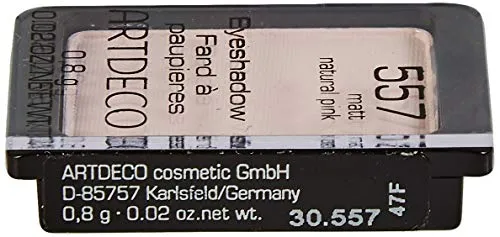 ARTDECO
Eyeshadow
Fard à
paupières
0,8 g
557
matt
natural pink
ARTDECO cosmetic GmbH
D-85757 Karlsfeld/Germany
0,8 g · 0.02 oz.net wt.
30.557
47F